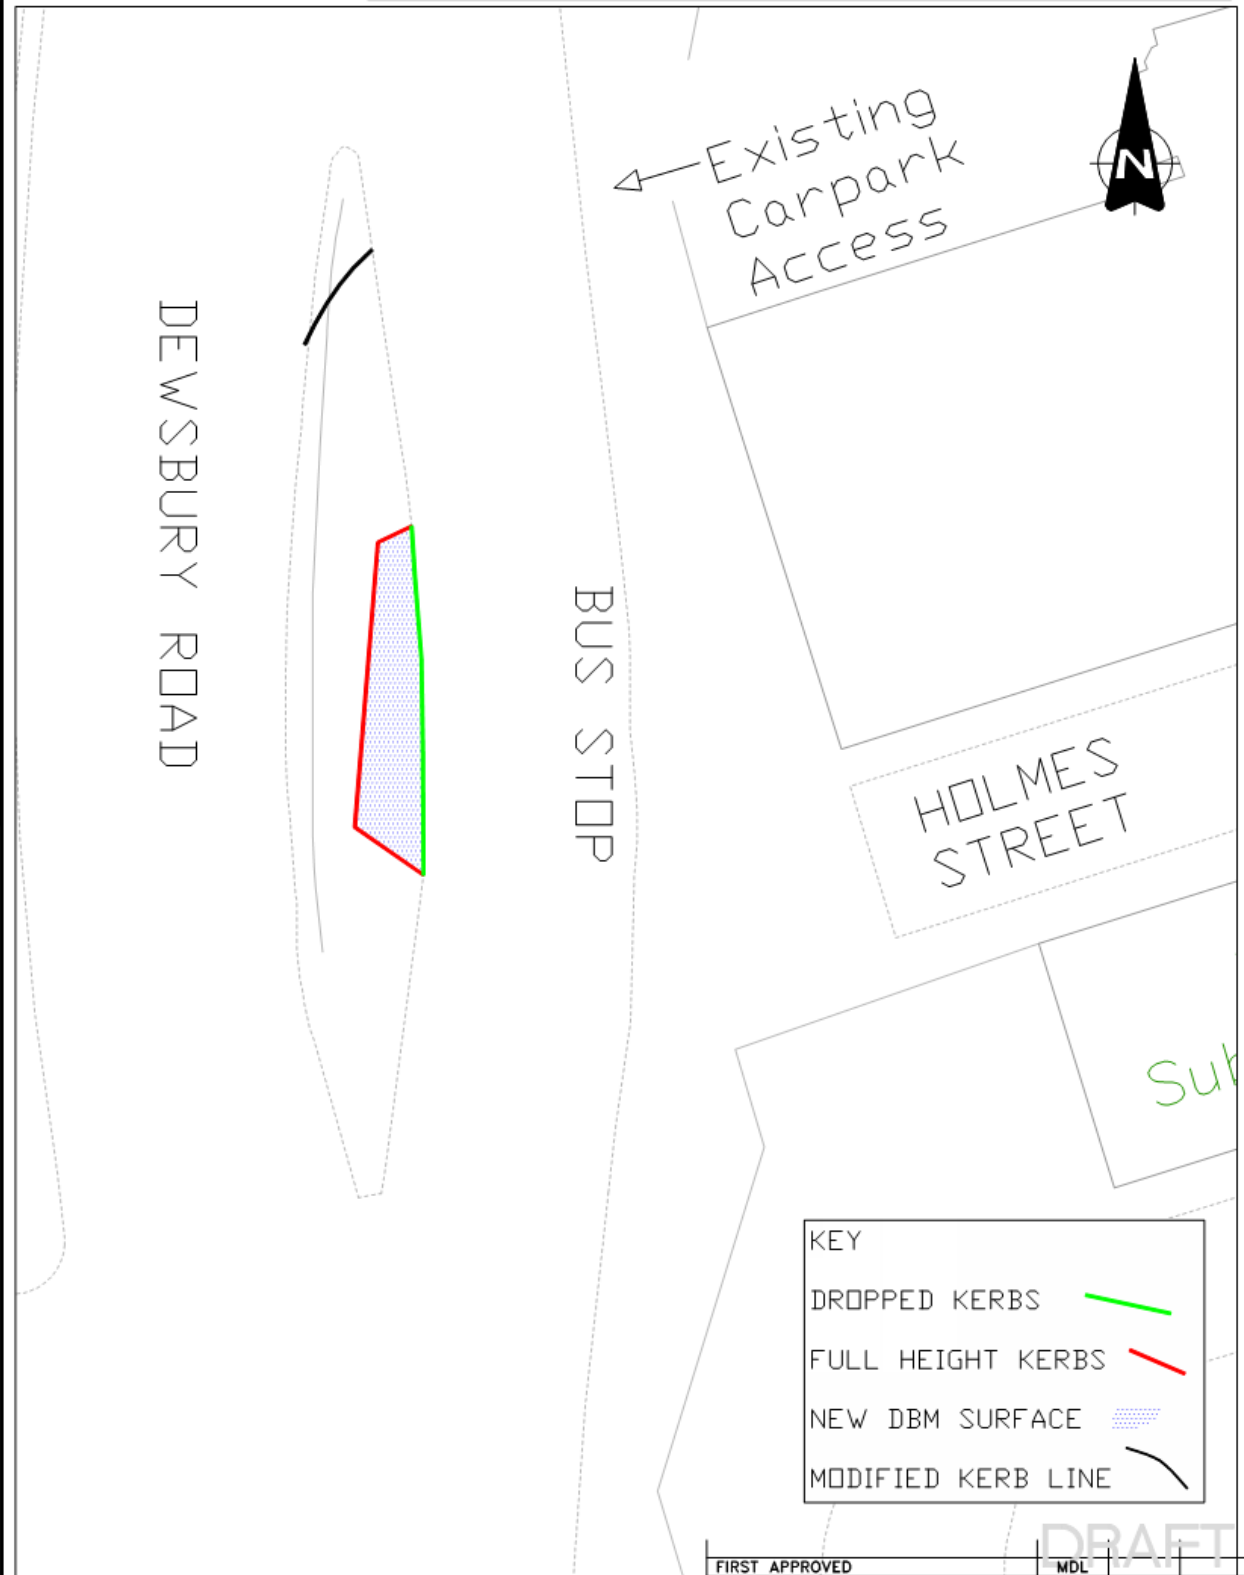 Existing
Carpark
Access
N
DEWSBURY ROAD
BUS STOP
HOLMES
STREET
Sub
KEY
DROPPED KERBS
FULL HEIGHT KERBS
NEW DBM SURFACE
MODIFIED KERB LINE
DRAFT
FIRST APPROVED
MDL